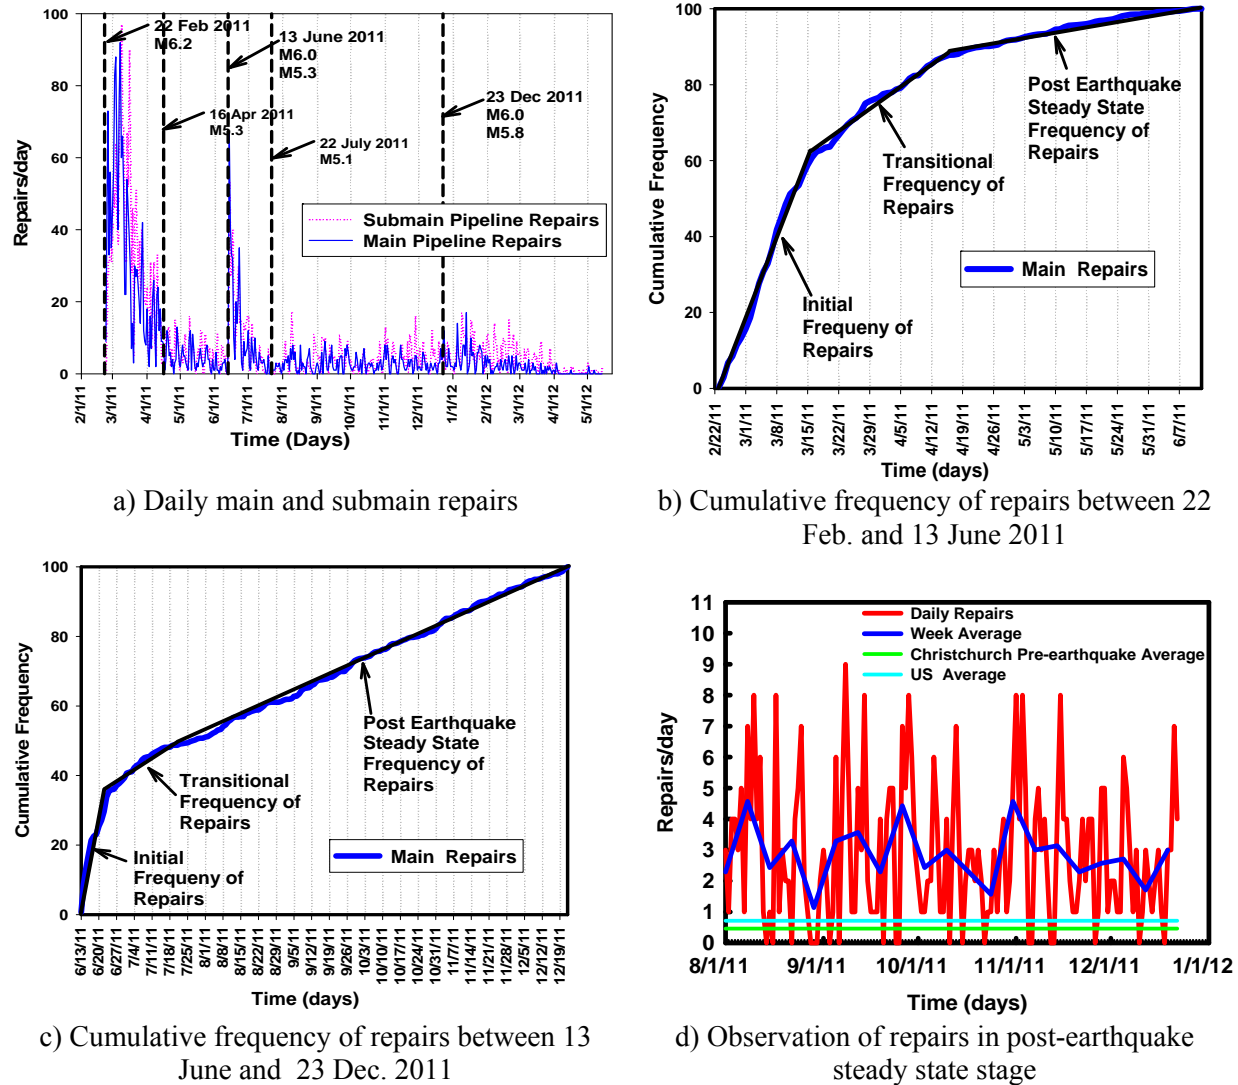 100
80
60
40
20
0
Repairs/day
22 Feb 2011
M6.2
16 Apr 2011
M5.3
13 June 2011
M6.0
M5.3
22 July 2011
M5.1
23 Dec 2011
M6.0
M5.8
Submain Pipeline Repairs
Main Pipeline Repairs
2/1/11
3/1/11
4/1/11
5/1/11
6/1/11
7/1/11
8/1/11
9/1/11
10/1/11
11/1/11
12/1/11
1/1/12
2/1/12
3/1/12
4/1/12
5/1/12
Time (Days)
a) Daily main and submain repairs
100
80
60
40
20
0
Cumulative Frequency
Post Earthquake
Steady State
Frequency of
Repairs
Transitional
Frequency of
Repairs
Main Repairs
Initial
Frequeny of
Repairs
2/22/11
3/1/11
3/8/11
3/15/11
3/22/11
3/29/11
4/5/11
4/12/11
4/19/11
4/26/11
5/3/11
5/10/11
5/17/11
5/24/11
5/31/11
6/7/11
Time (days)
b) Cumulative frequency of repairs between 22
Feb. and 13 June 2011
100
80
60
40
20
0
Cumulative Frequency
Post Earthquake
Steady State
Frequency of
Repairs
Transitional
Frequency of
Repairs
Main Repairs
Initial
Frequeny of
Repairs
6/13/11
6/20/11
6/27/11
7/4/11
7/11/11
7/18/11
7/25/11
8/1/11
8/8/11
8/15/11
8/22/11
8/29/11
9/5/11
9/12/11
9/19/11
9/26/11
10/3/11
10/10/11
10/17/11
10/24/11
10/31/11
11/7/11
11/14/11
11/21/11
11/28/11
12/5/11
12/12/11
12/19/11
Time (days)
c) Cumulative frequency of repairs between 13
June and 23 Dec. 2011
11
10
9
8
7
6
5
4
3
2
1
0
Repairs/day
Daily Repairs
Week Average
Christchurch Pre-earthquake Average
US Average
8/1/11
9/1/11
10/1/11
11/1/11
12/1/11
1/1/12
Time (days)
d) Observation of repairs in post-earthquake
steady state stage